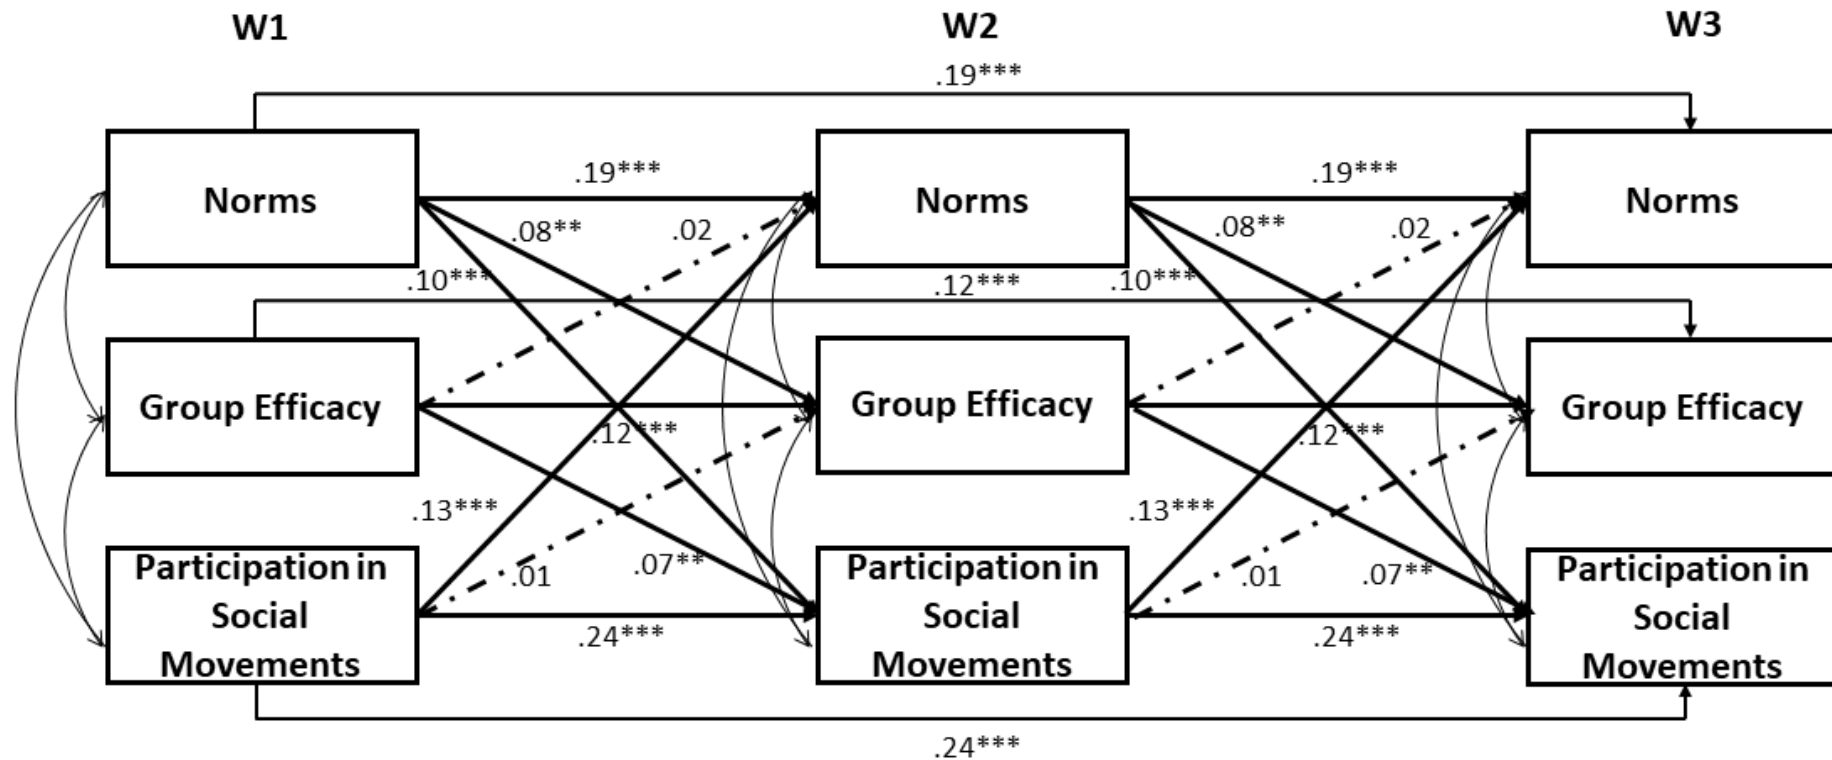 W1 W2 W3
.19***
Norms .19*** Norms .19*** Norms
.08** .02 .08** .02
.10*** .12*** .10***
Group Efficacy Group Efficacy Group Efficacy
.12*** .12***
.13*** .13***
Participation in Social Movements
.01 .07** .01 .07**
Participation in
Social
Movements
Participation in
Social
Movements
.24*** .24***
.24***